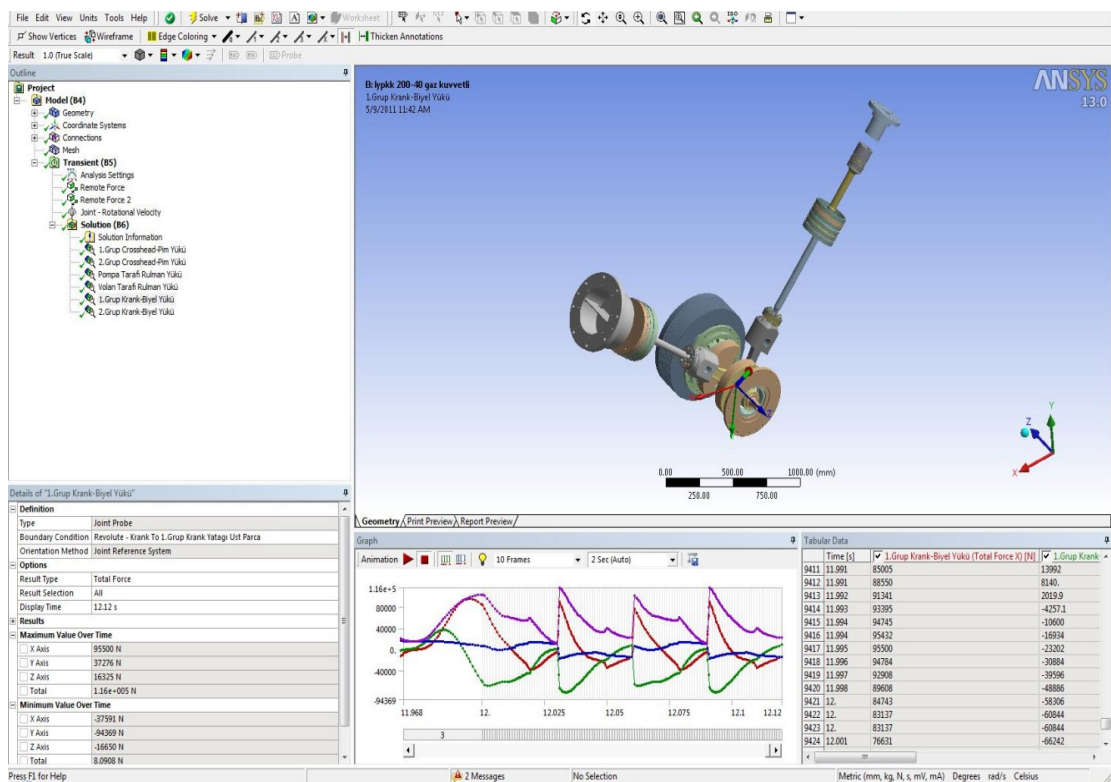 File Edit View Units Tools Help Solve Worksheet
Show Vertices Wireframe Edge Coloring Thicken Annotations
Result 1.0 (True Scale) Probe
Outline
Project
Model (B4)
Geometry
Coordinate Systems
Connections
Mesh
Transient (B5)
Analysis Settings
Remote Force
Remote Force 2
Joint - Rotational Velocity
Solution (B6)
Solution Information
1.Grup Crosshead-Pim Yükü
2.Grup Crosshead-Pim Yükü
Pompa Tarafı Rulman Yükü
Volan Tarafı Rulman Yükü
1.Grup Krank-Biyel Yükü
2.Grup Krank-Biyel Yükü
B: lypkk 200-40 gaz kuvvetli
1.Grup Krank-Biyel Yükü
5/9/2011 11:42 AM
ANSYS
13.0
0.00 500.00 1000.00 (mm)
250.00 750.00
Y
Z
X
Geometry Print Preview Report Preview
Details of "1.Grup Krank-Biyel Yükü"
Definition
Type Joint Probe
Boundary Condition Revolute - Krank To 1.Grup Krank Yatagı Ust Parca
Orientation Method Joint Reference System
Options
Result Type Total Force
Result Selection All
Display Time 12.12 s
Results
Maximum Value Over Time
X Axis 95500 N
Y Axis 37276 N
Z Axis 16325 N
Total 1.16e+005 N
Minimum Value Over Time
X Axis -37591 N
Y Axis -94369 N
Z Axis -16650 N
Total 8.0908 N
Graph
Animation 10 Frames 2 Sec (Auto)
1.16e+5
80000
40000
0.
-40000
-94369
11.968 12. 12.025 12.05 12.075 12.1 12.12
3
Tabular Data
Time [s] 1.Grup Krank-Biyel Yükü (Total Force X) [N] 1.Grup Krank
9411 11.991 85005 13992
9412 11.991 88550 8140.
9413 11.992 91341 2019.9
9414 11.993 93395 -4257.1
9415 11.994 94745 -10600
9416 11.994 95432 -16934
9417 11.995 95500 -23202
9418 11.996 94784 -30884
9419 11.997 92908 -39596
9420 11.998 89608 -48886
9421 12. 84743 -58306
9422 12. 83137 -60844
9423 12. 83137 -60844
9424 12.001 76631 -66242
Press F1 for Help 2 Messages No Selection Metric (mm, kg, N, s, mV, mA) Degrees rad/s Celsius